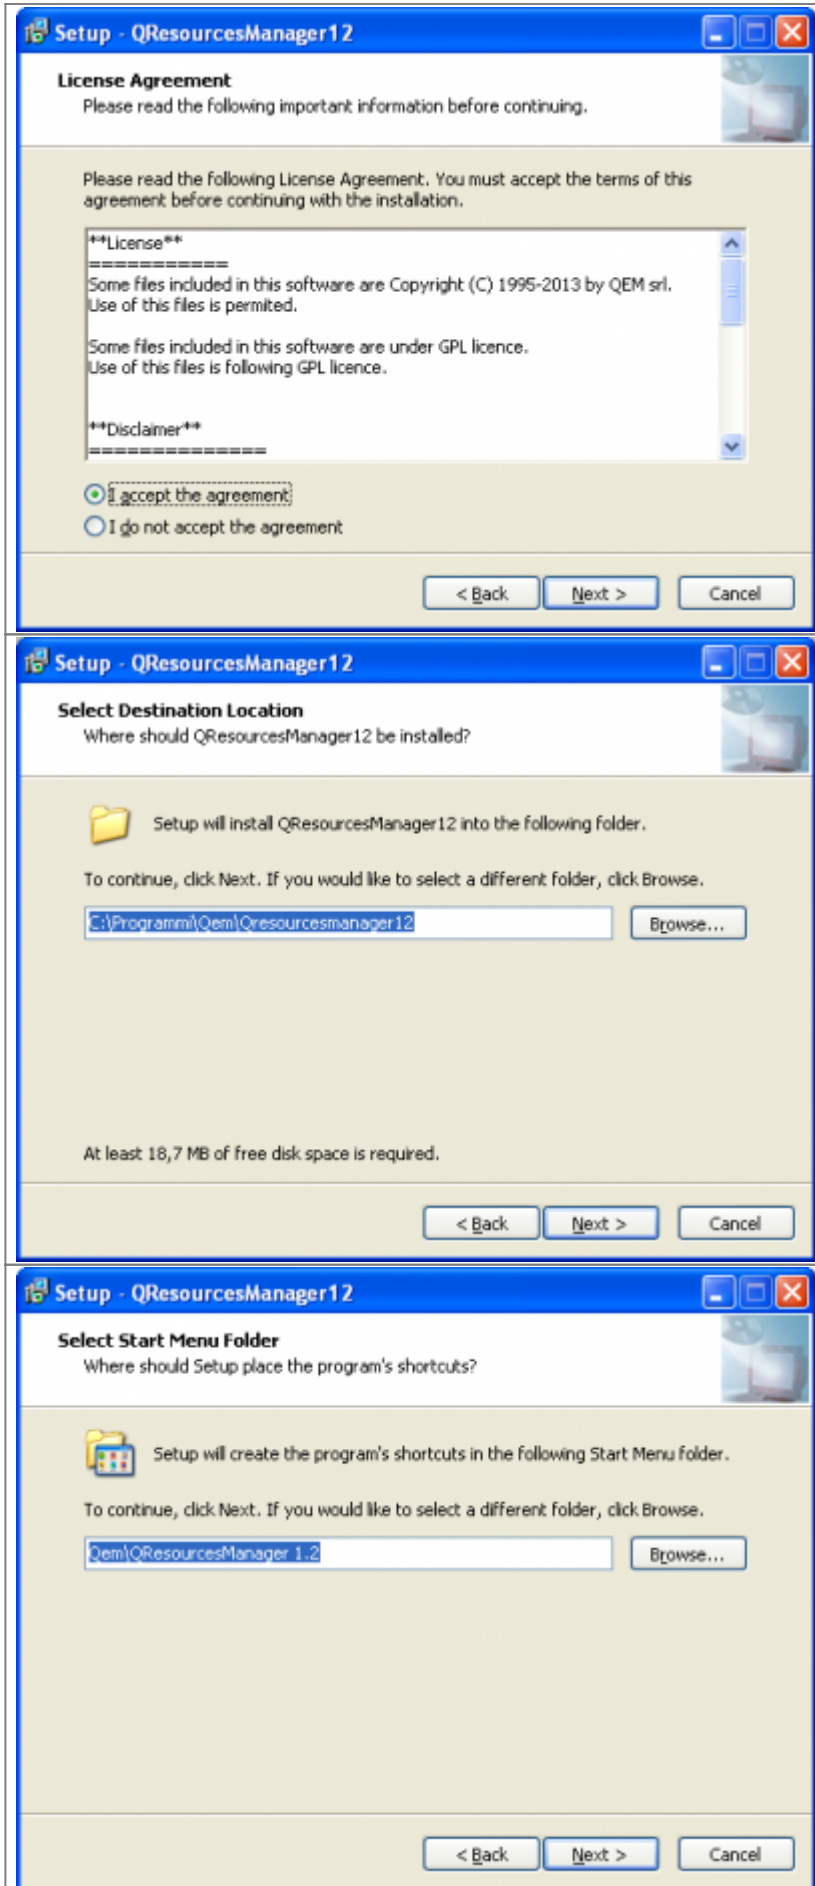 Setup - QResourcesManager12
License Agreement
Please read the following important information before continuing.
Please read the following License Agreement. You must accept the terms of this
agreement before continuing with the installation.
**License**
===========
Some files included in this software are Copyright (C) 1995-2013 by QEM srl.
Use of this files is permited.
Some files included in this software are under GPL licence.
Use of this files is following GPL licence.
**Disclaimer**
==============
I accept the agreement
I do not accept the agreement
< Back Next > Cancel
Setup - QResourcesManager12
Select Destination Location
Where should QResourcesManager12 be installed?
Setup will install QResourcesManager12 into the following folder.
To continue, click Next. If you would like to select a different folder, click Browse.
C:\Programmi\Qem\Qresourcesmanager12 Browse...
At least 18,7 MB of free disk space is required.
< Back Next > Cancel
Setup - QResourcesManager12
Select Start Menu Folder
Where should Setup place the program's shortcuts?
Setup will create the program's shortcuts in the following Start Menu folder.
To continue, click Next. If you would like to select a different folder, click Browse.
Qem\QResourcesManager 1.2 Browse...
< Back Next > Cancel